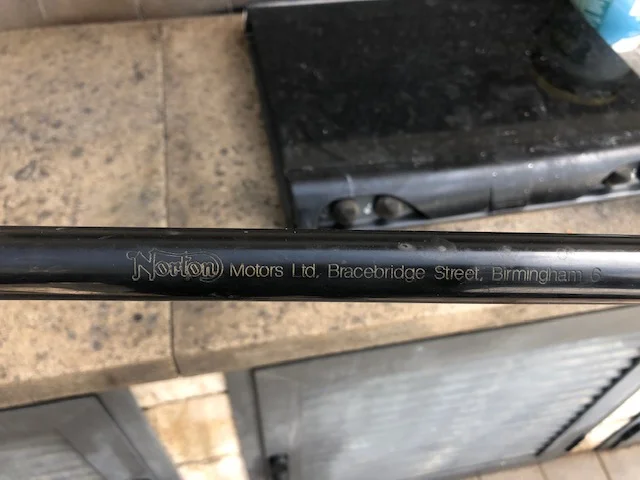 Norton Motors Ltd, Bracebridge Street, Birmingham 6